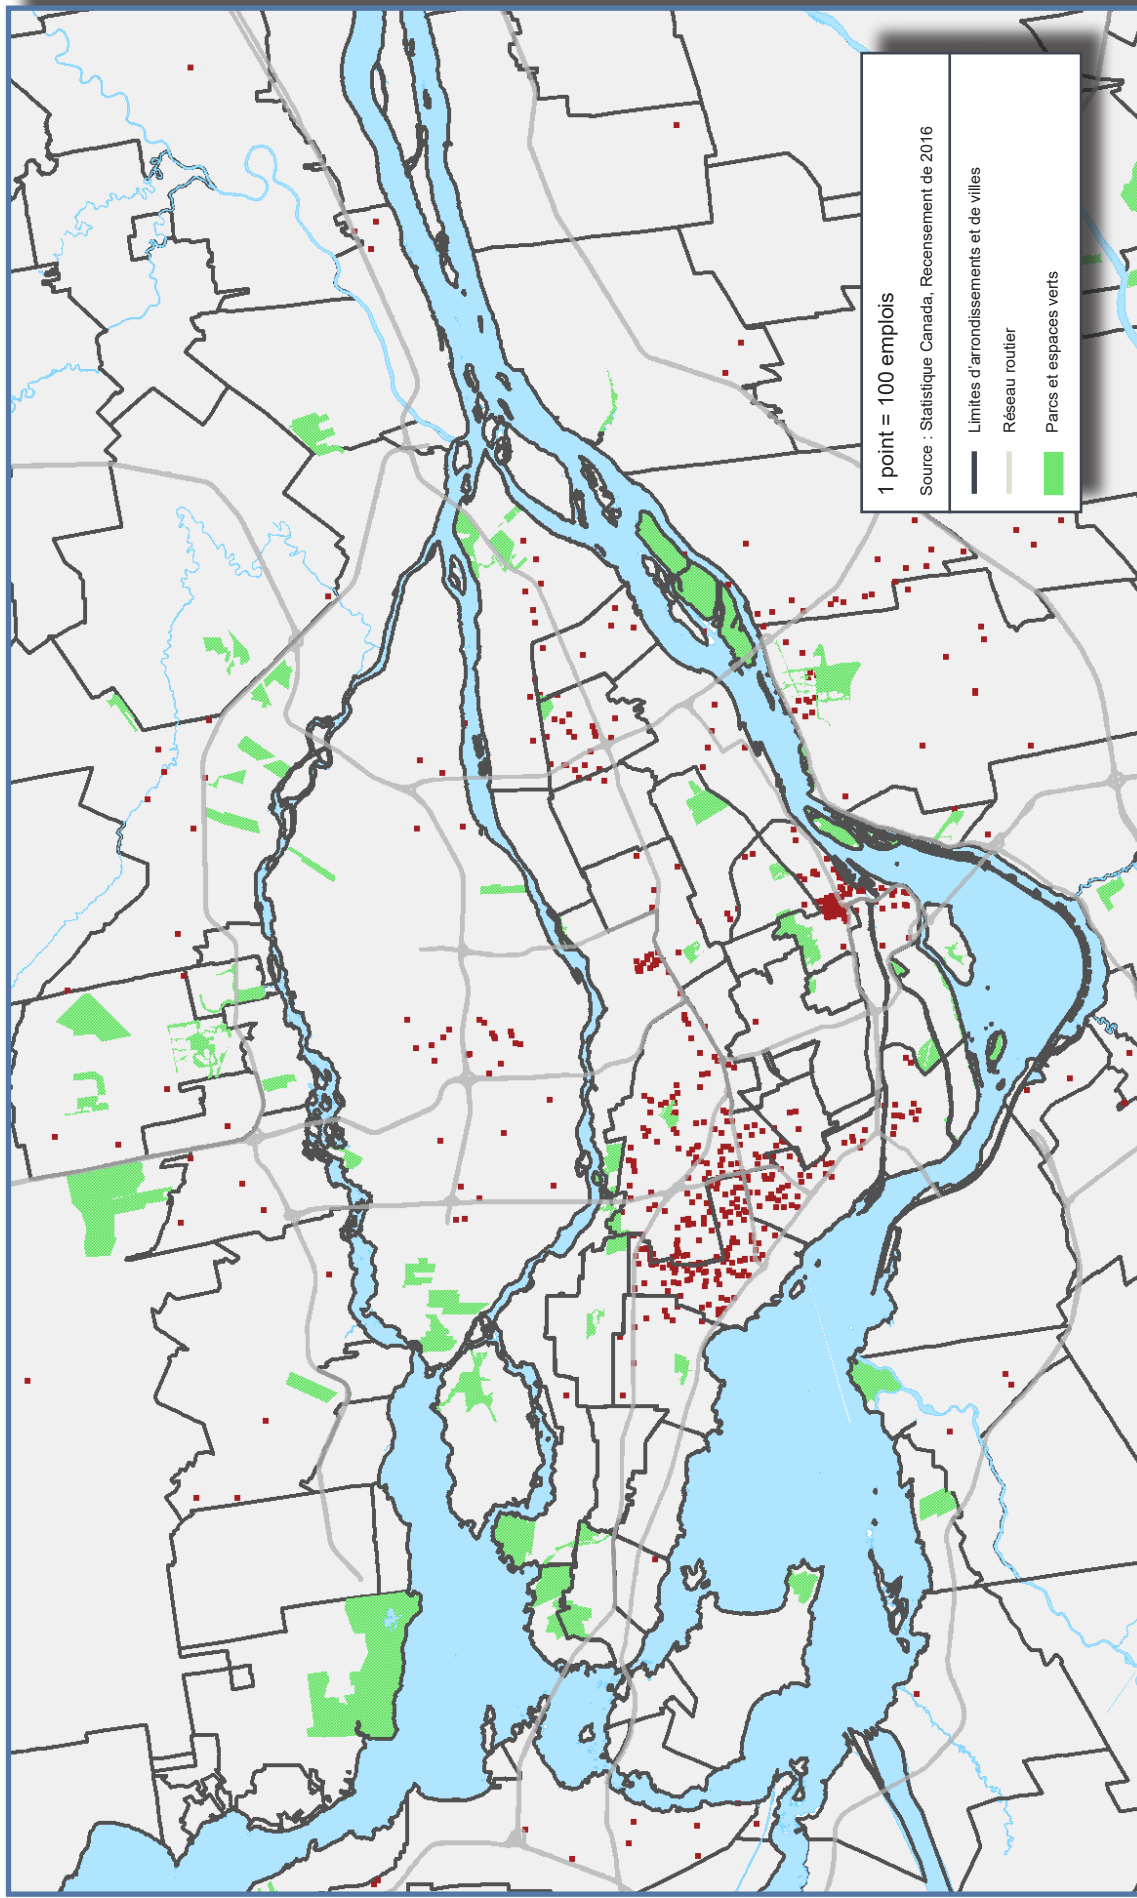 1 point = 100 emplois
Source : Statistique Canada, Recensement de 2016
Limites d'arrondissements et de villes
Réseau routier
Parcs et espaces verts